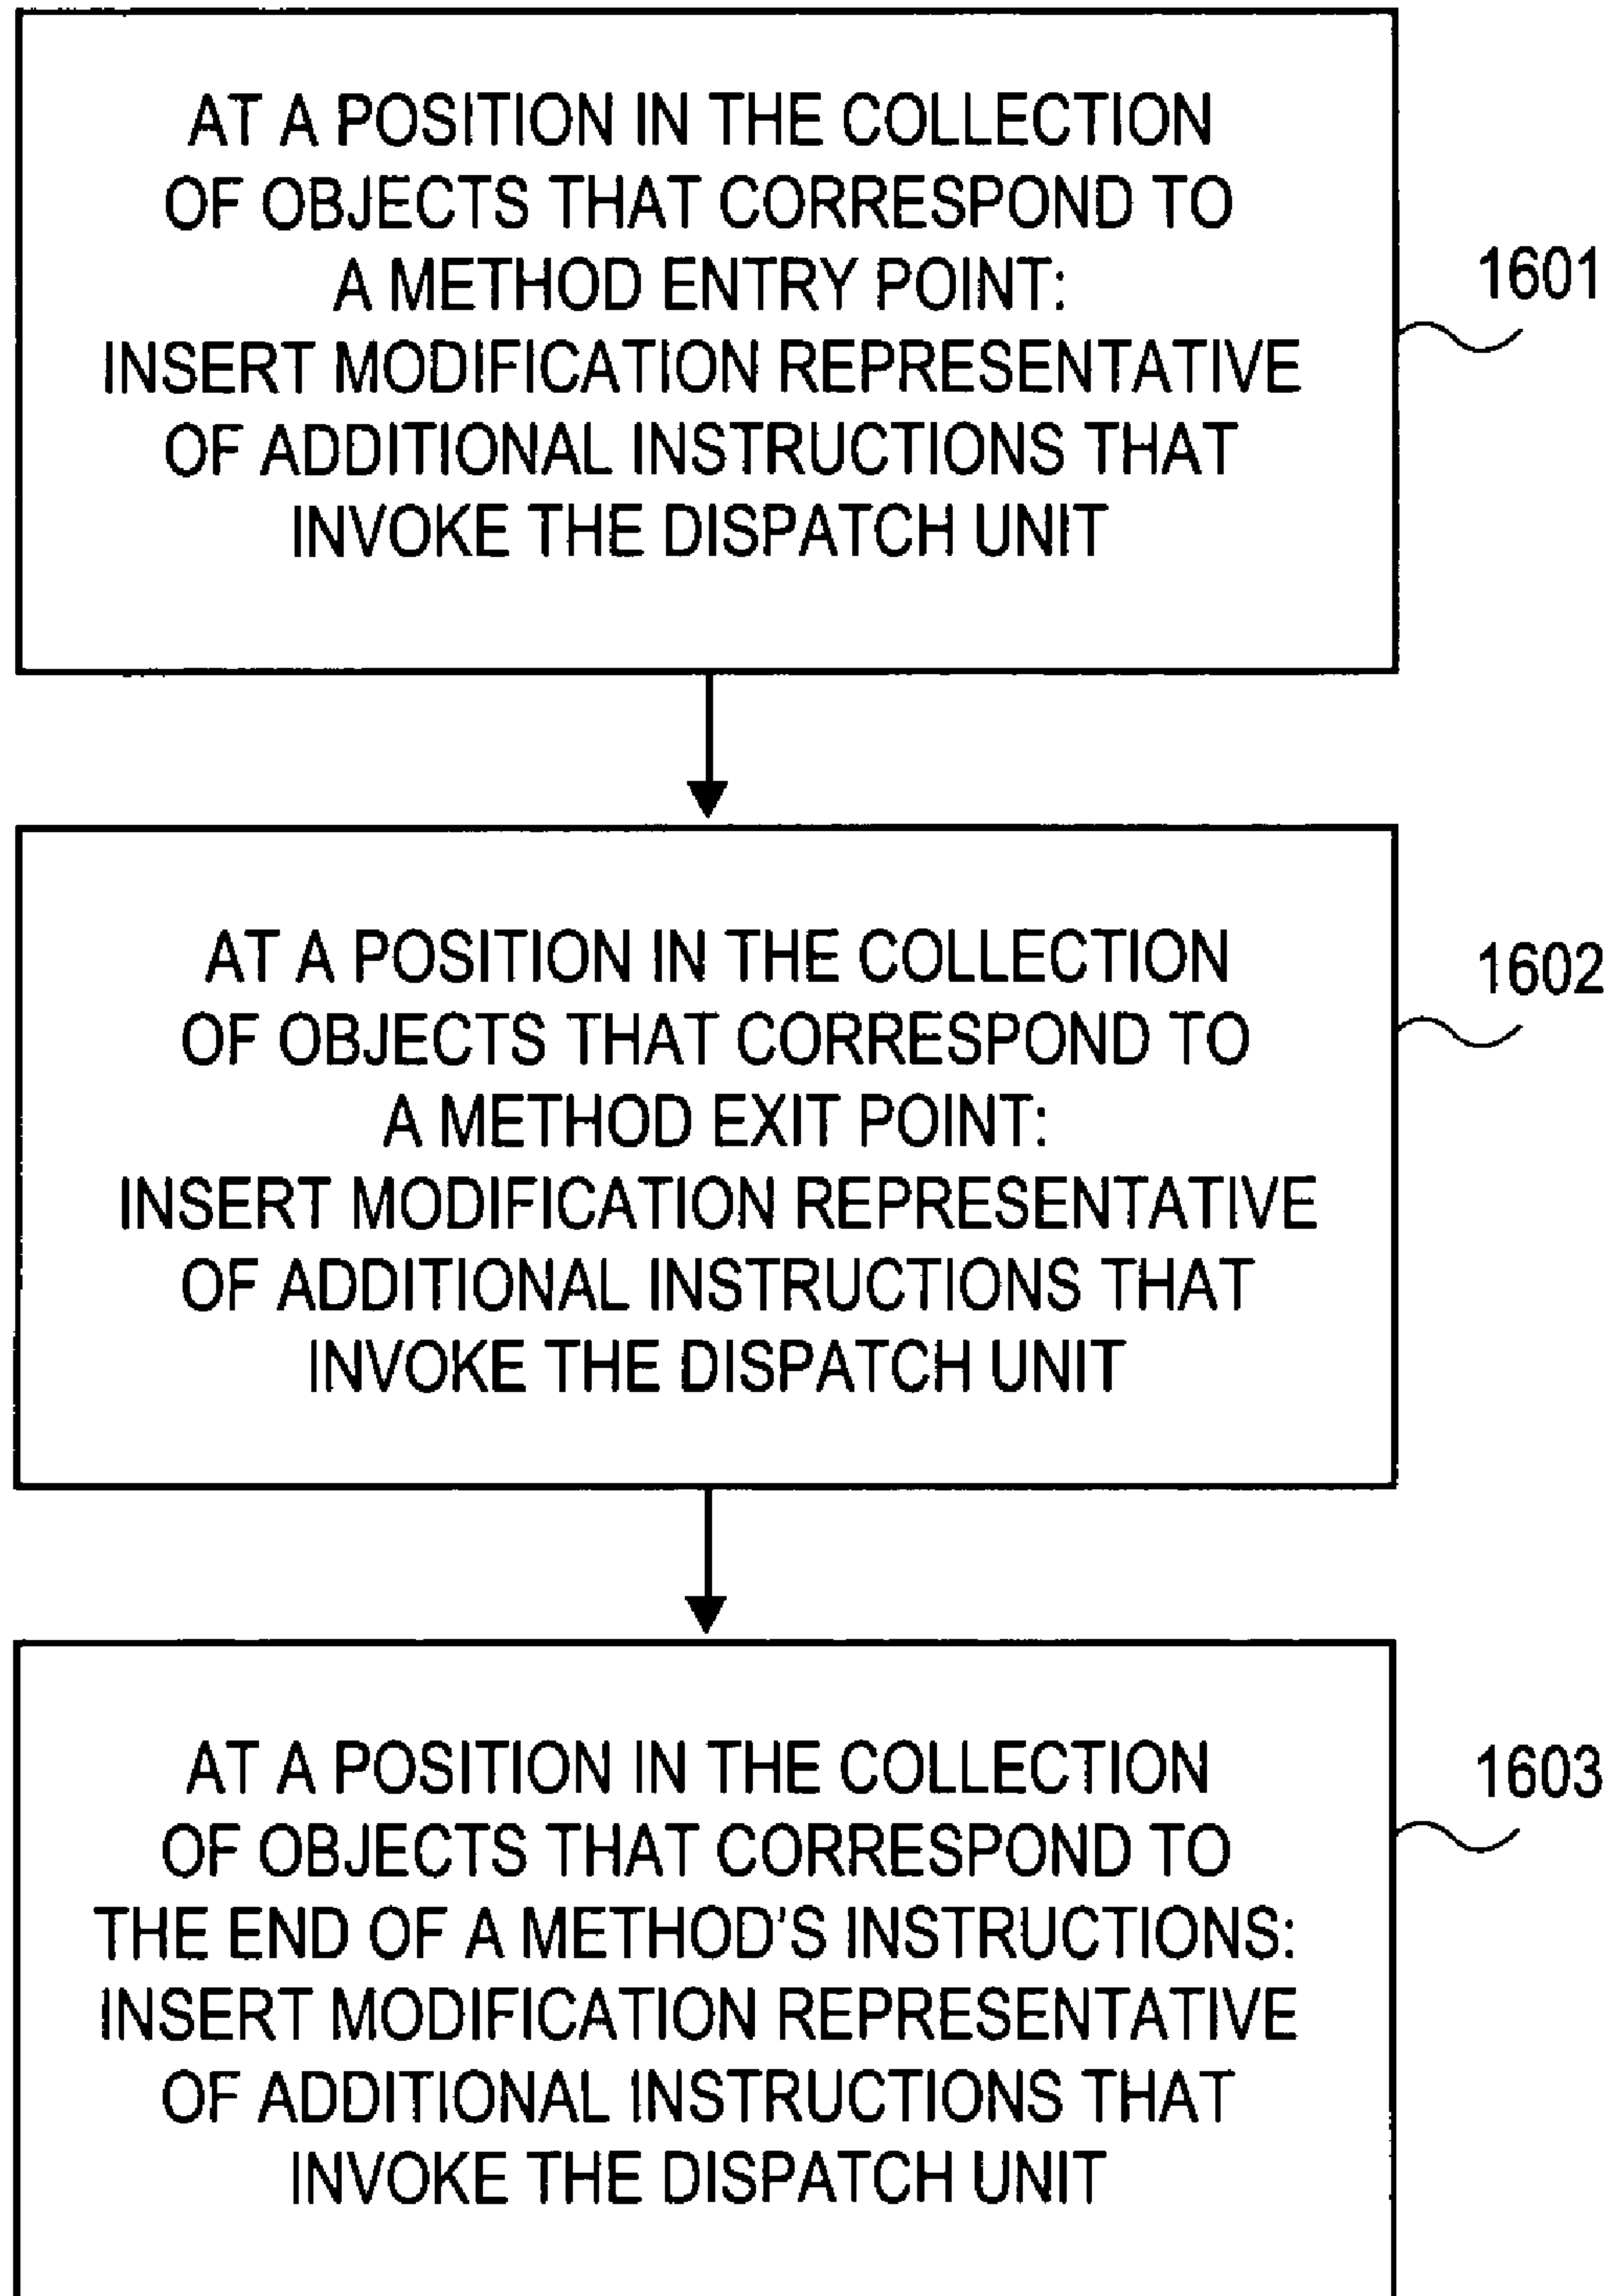 AT A POSITION IN THE COLLECTION
OF OBJECTS THAT CORRESPOND TO
A METHOD ENTRY POINT:
INSERT MODIFICATION REPRESENTATIVE
OF ADDITIONAL INSTRUCTIONS THAT
INVOKE THE DISPATCH UNIT
1601
AT A POSITION IN THE COLLECTION
OF OBJECTS THAT CORRESPOND TO
A METHOD EXIT POINT:
INSERT MODIFICATION REPRESENTATIVE
OF ADDITIONAL INSTRUCTIONS THAT
INVOKE THE DISPATCH UNIT
1602
AT A POSITION IN THE COLLECTION
OF OBJECTS THAT CORRESPOND TO
THE END OF A METHOD'S INSTRUCTIONS:
INSERT MODIFICATION REPRESENTATIVE
OF ADDITIONAL INSTRUCTIONS THAT
INVOKE THE DISPATCH UNIT
1603